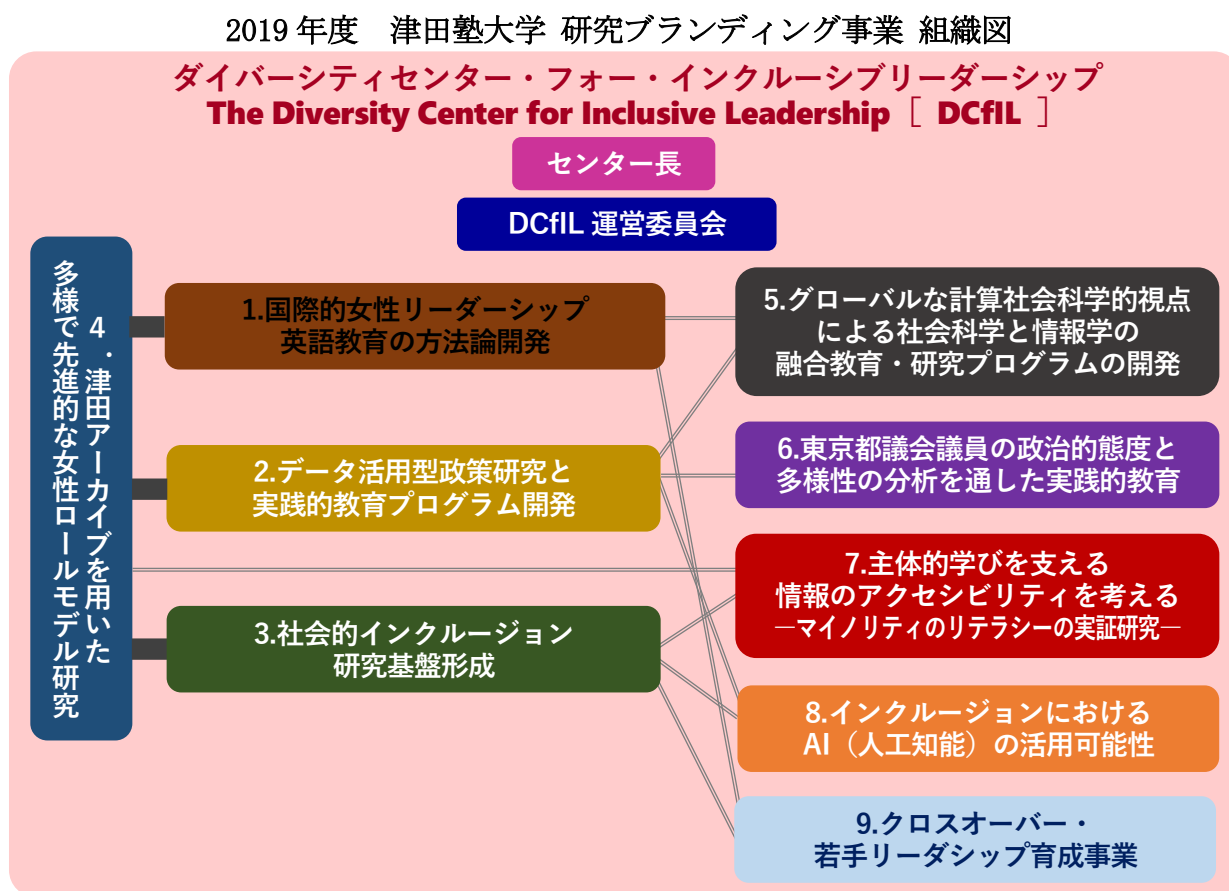 2019年度　津田塾大学 研究ブランディング事業 組織図
ダイバーシティセンター・フォー・インクルーシブリーダーシップ
The Diversity Center for Inclusive Leadership［ DCfIL ］
センター長
DCfIL 運営委員会
4．津田アーカイブを用いた
多様で先進的な女性ロールモデル研究
1.国際的女性リーダーシップ
英語教育の方法論開発
2.データ活用型政策研究と
実践的教育プログラム開発
3.社会的インクルージョン
研究基盤形成
5.グローバルな計算社会科学的視点
による社会科学と情報学の
融合教育・研究プログラムの開発
6.東京都議会議員の政治的態度と
多様性の分析を通した実践的教育
7.主体的学びを支える
情報のアクセシビリティを考える
―マイノリティのリテラシーの実証研究―
8.インクルージョンにおける
AI（人工知能）の活用可能性
9.クロスオーバー・
若手リーダシップ育成事業